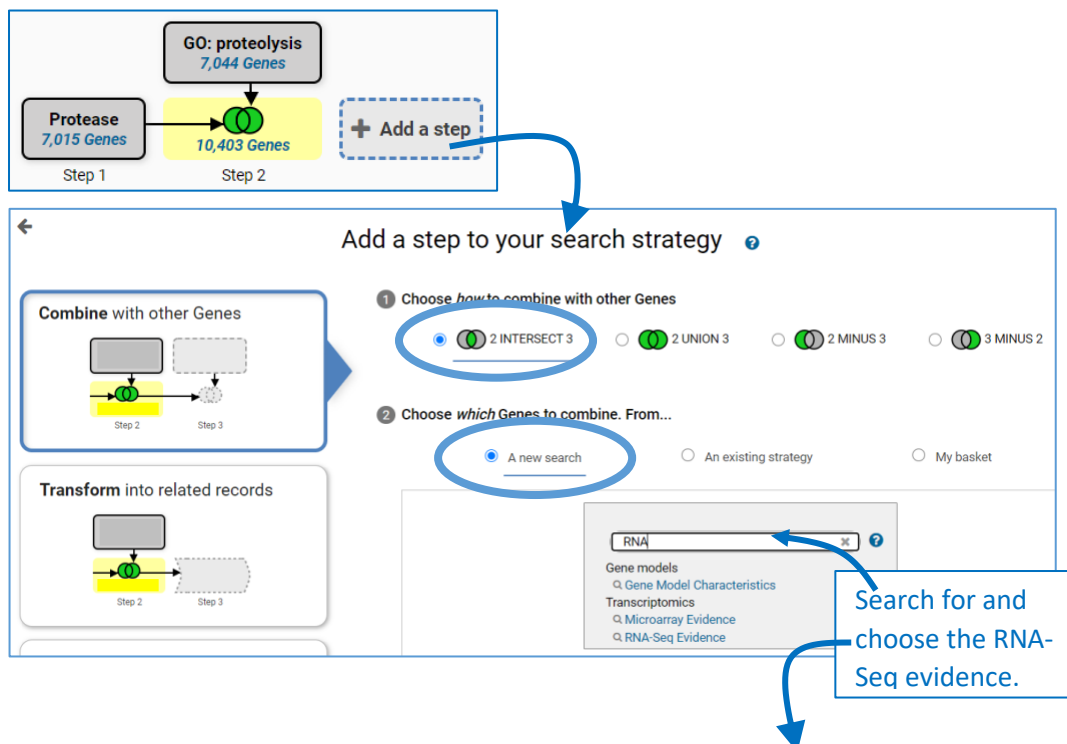 GO: proteolysis
7,044 Genes
Protease
7,015 Genes
10,403 Genes
+ Add a step
Step 1
Step 2
Add a step to your search strategy ?
Combine with other Genes
Step 2
Step 3
Transform into related records
Step 2
Step 3
1 Choose how to combine with other Genes
2 INTERSECT 3
2 UNION 3
2 MINUS 3
3 MINUS 2
2 Choose which Genes to combine. From...
A new search
An existing strategy
My basket
RNA
Gene models
Gene Model Characteristics
Transcriptomics
Microarray Evidence
RNA-Seq Evidence
Search for and
choose the RNA-
Seq evidence.